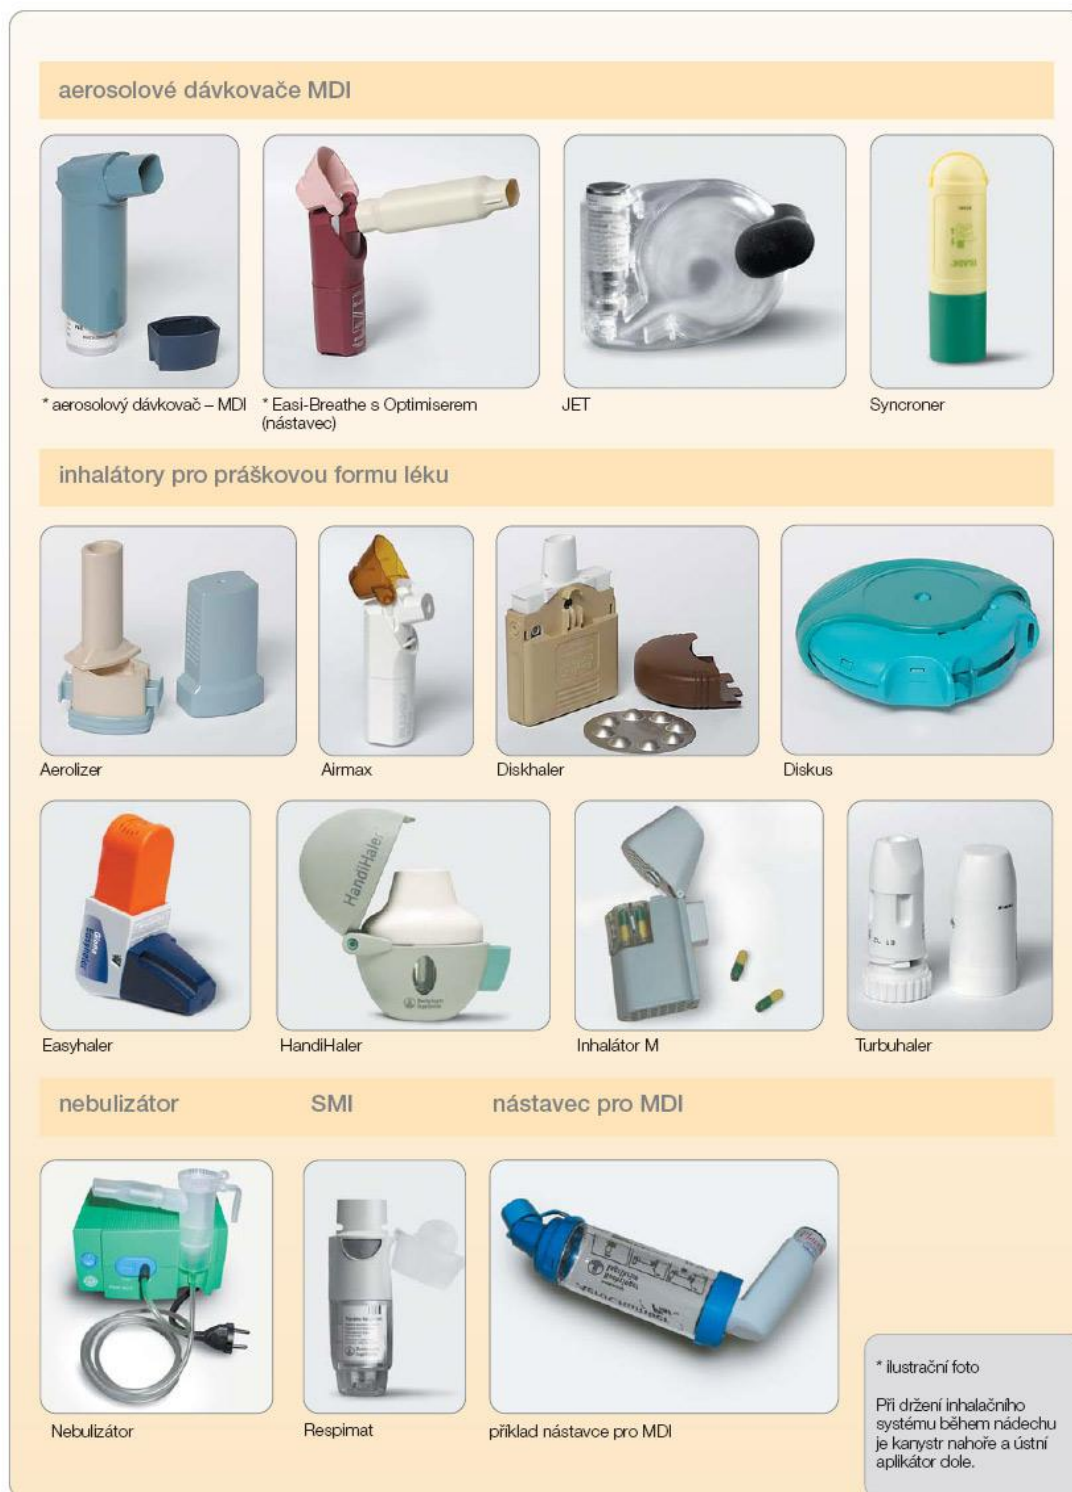 aerosolové dávkovače MDI
* aerosolový dávkovač – MDI
* Easi-Breathe s Optimiserem
(nástavec)
JET
Syncroner
inhalátory pro práškovou formu léku
Aerolizer
Airmax
Diskhaler
Diskus
Easyhaler
HandiHaler
Easyhaler
HandiHaler
Inhalátor M
Turbuhaler
nebulizátor
SMI
nástavec pro MDI
Nebulizátor
Respimat
příklad nástavce pro MDI
* ilustrační foto
Při držení inhalačního
systému během nádechu
je kanystr nahoře a ústní
aplikátor dole.